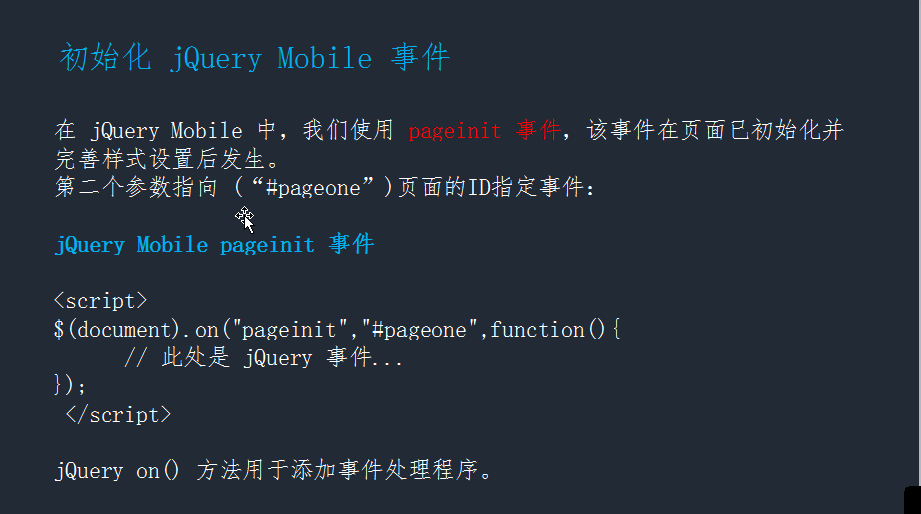 初始化 jQuery Mobile 事件
在 jQuery Mobile 中，我们使用 pageinit 事件，该事件在页面已初始化并
完善样式设置后发生。
第二个参数指向 (“#pageone”)页面的ID指定事件：
jQuery Mobile pageinit 事件
<script>
$(document).on("pageinit","#pageone",function(){
// 此处是 jQuery 事件...
});
</script>
jQuery on() 方法用于添加事件处理程序。